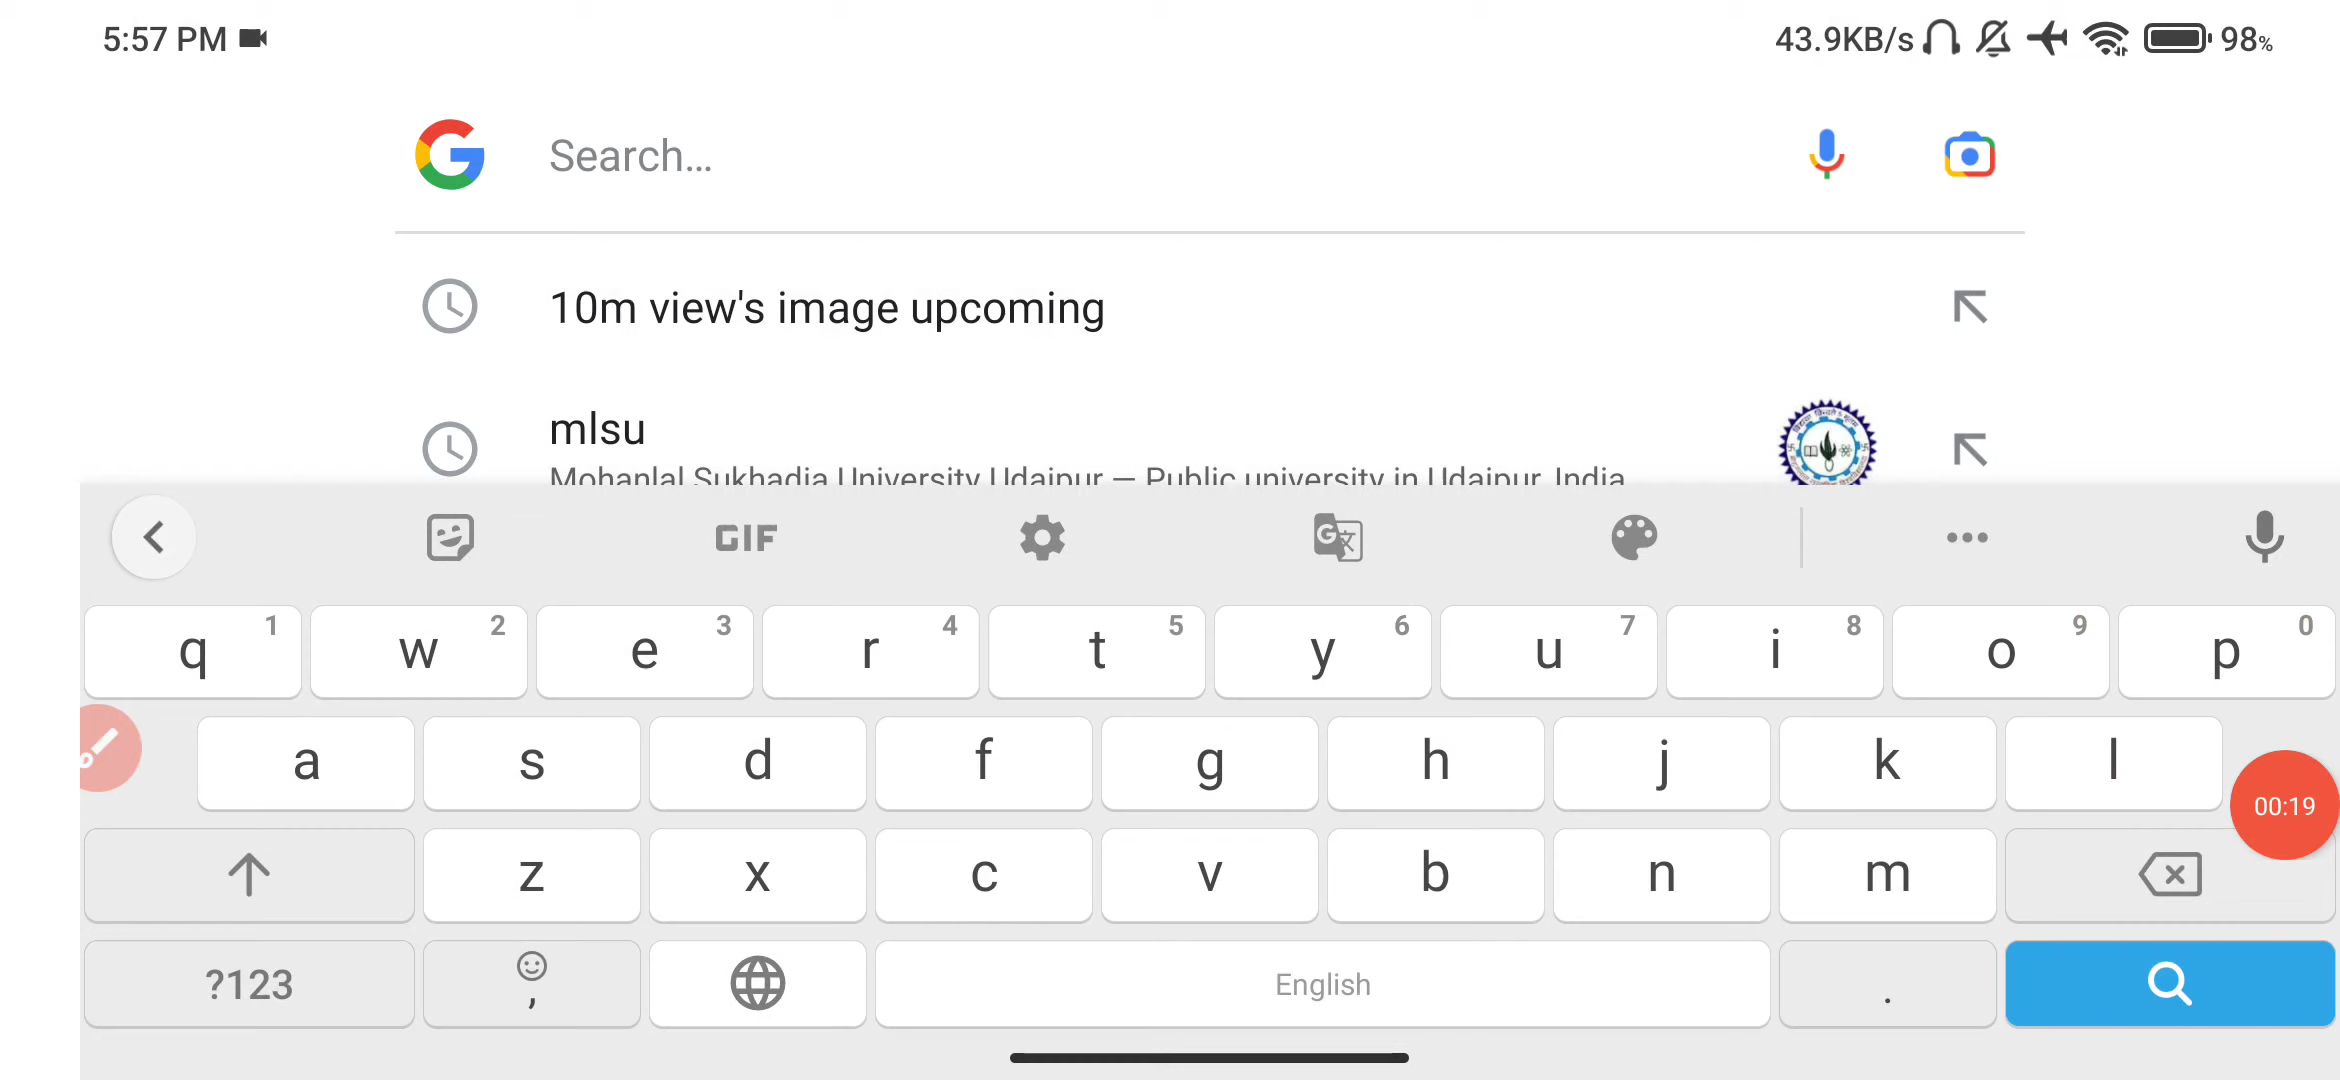 5:57 PM 43.9KB/s 98%
Search...
10m view's image upcoming
mlsu
Mohanlal Sukhadia University Udaipur — Public university in Udaipur, India
GIF
q 1 w 2 e 3 r 4 t 5 y 6 u 7 i 8 o 9 p 0
a s d f g h j k l
00:19
z x c v b n m
?123 , English .